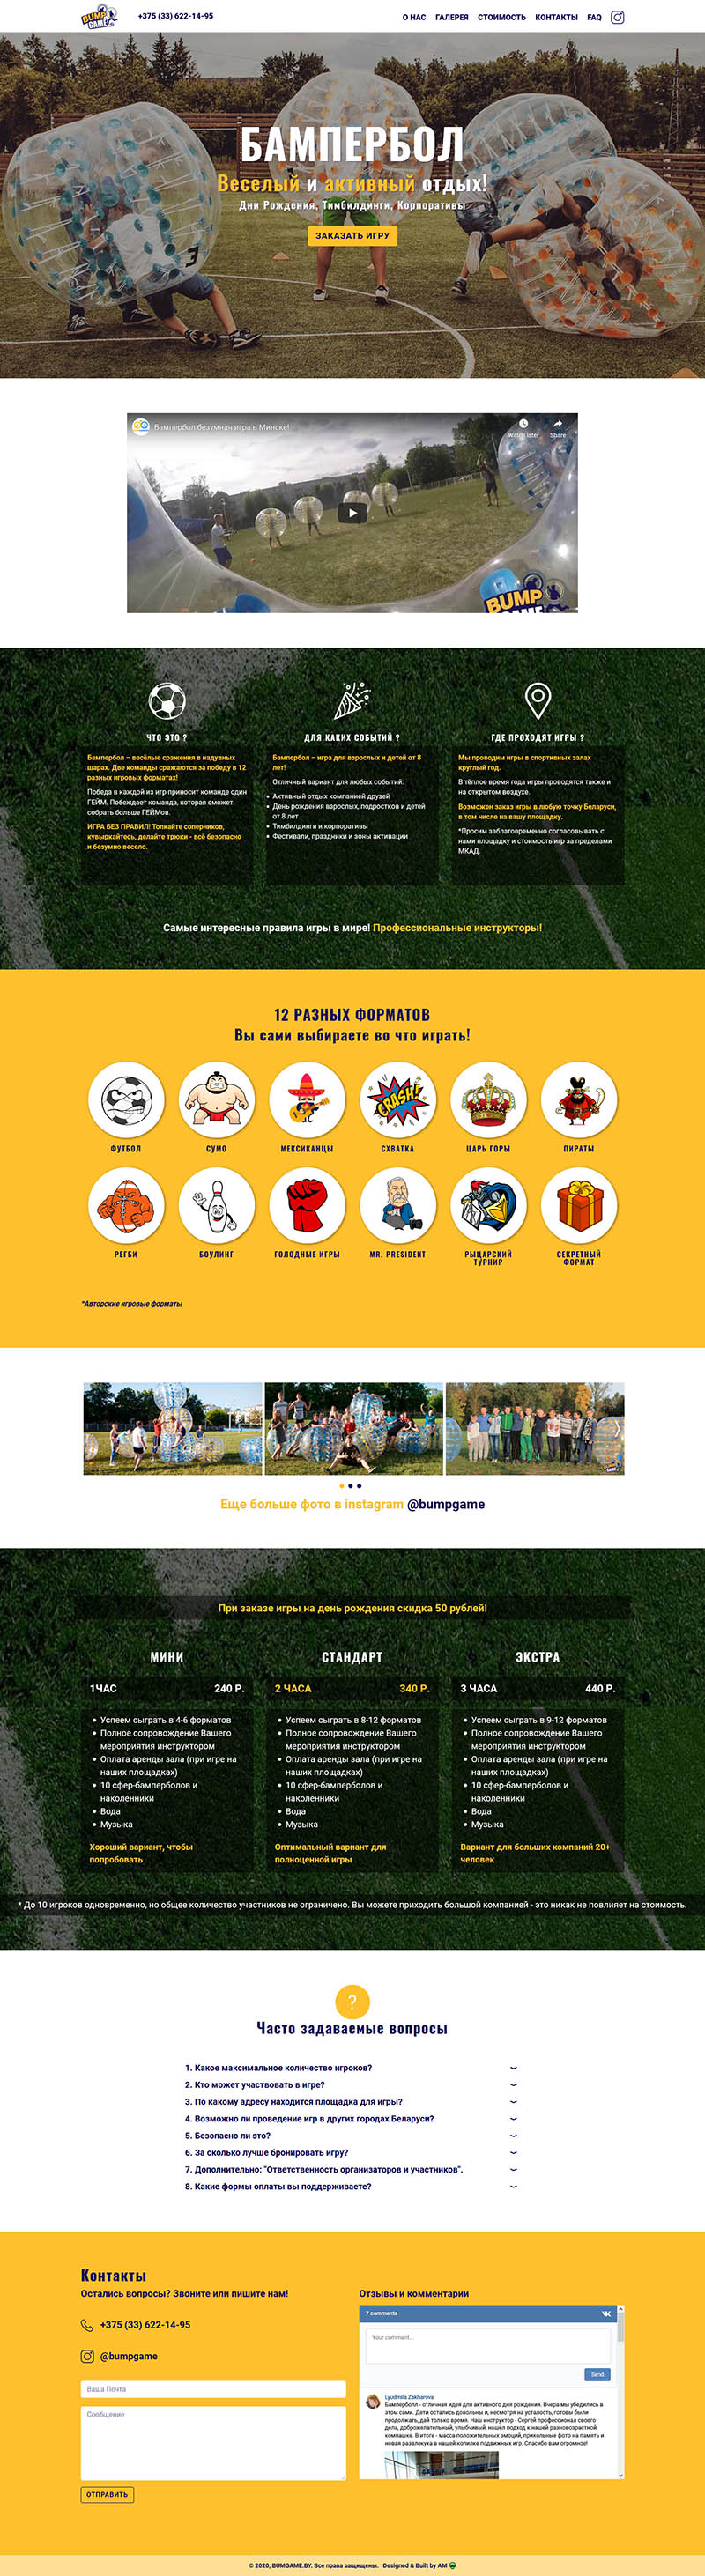 BUMP
GAME
+375 (33) 622-14-95
О НАС ГАЛЕРЕЯ СТОИМОСТЬ КОНТАКТЫ FAQ
БАМПЕРБОЛ
Веселый и активный отдых!
Дни Рождения, Тимбилдинги, Корпоративы
ЗАКАЗАТЬ ИГРУ
3
Бампербол безумная игра в Минске!
Watch later Share
BUMP
GAME
ЧТО ЭТО ?
Бампербол – весёлые сражения в надувных
шарах. Две команды сражаются за победу в 12
разных игровых форматах!
Победа в каждой из игр приносит команде один
ГЕЙМ. Побеждает команда, которая сможет
собрать больше ГЕЙМов.
ИГРА БЕЗ ПРАВИЛ! Толкайте соперников,
кувыркайтесь, делайте трюки - всё безопасно
и безумно весело.
ДЛЯ КАКИХ СОБЫТИЙ ?
Бампербол – игра для взрослых и детей от 8
лет!
Отличный вариант для любых событий:
Активный отдых компанией друзей
День рождения взрослых, подростков и детей
от 8 лет
Тимбилдинги и корпоративы
Фестивали, праздники и зоны активации
ГДЕ ПРОХОДЯТ ИГРЫ ?
Мы проводим игры в спортивных залах
круглый год.
В тёплое время года игры проводятся также и
на открытом воздухе.
Возможен заказ игры в любую точку Беларуси,
в том числе на вашу площадку.
*Просим заблаговременно согласовывать с
нами площадку и стоимость игр за пределами
МКАД.
Самые интересные правила игры в мире! Профессиональные инструкторы!
12 РАЗНЫХ ФОРМАТОВ
Вы сами выбираете во что играть!
CRASH!
ФУТБОЛ СУМО МЕКСИКАНЦЫ СХВАТКА ЦАРЬ ГОРЫ ПИРАТЫ
РЕГБИ БОУЛИНГ ГОЛОДНЫЕ ИГРЫ MR. PRESIDENT РЫЦАРСКИЙ СЕКРЕТНЫЙ
ТУРНИР ФОРМАТ
*Авторские игровые форматы
Еще больше фото в instagram @bumpgame
При заказе игры на день рождения скидка 50 рублей!
МИНИ
1ЧАС 240 Р.
Успеем сыграть в 4-6 форматов
Полное сопровождение Вашего
мероприятия инструктором
Оплата аренды зала (при игре на
наших площадках)
10 сфер-бамперболов и
наколенники
Вода
Музыка
Хороший вариант, чтобы
попробовать
СТАНДАРТ
2 ЧАСА 340 Р.
Успеем сыграть в 8-12 форматов
Полное сопровождение Вашего
мероприятия инструктором
Оплата аренды зала (при игре на
наших площадках)
10 сфер-бамперболов и
наколенники
Вода
Музыка
Оптимальный вариант для
полноценной игры
ЭКСТРА
3 ЧАСА 440 Р.
Успеем сыграть в 9-12 форматов
Полное сопровождение Вашего
мероприятия инструктором
Оплата аренды зала (при игре на
наших площадках)
10 сфер-бамперболов и
наколенники
Вода
Музыка
Вариант для больших компаний 20+
человек
* До 10 игроков одновременно, но общее количество участников не ограничено. Вы можете приходить большой компанией - это никак не повлияет на стоимость.
?
Часто задаваемые вопросы
1. Какое максимальное количество игроков?
2. Кто может участвовать в игре?
3. По какому адресу находится площадка для игры?
4. Возможно ли проведение игр в других городах Беларуси?
5. Безопасно ли это?
6. За сколько лучше бронировать игру?
7. Дополнительно: "Ответственность организаторов и участников".
8. Какие формы оплаты вы поддерживаете?
Контакты
Остались вопросы? Звоните или пишите нам!
+375 (33) 622-14-95
@bumpgame
Ваша Почта
Сообщение
ОТПРАВИТЬ
Отзывы и комментарии
7 comments
Your comment...
Send
Lyudmila Zakharova
Бамперболл - отличная идея для активного дня рождения. Вчера мы убедились в
этом сами. Дети остались довольны и, несмотря на усталость, готовы были
продолжать, дай только время. Наш инструктор - Сергей профессионал своего
дела, доброжелательный, улыбчивый, нашёл подход к нашей разновозрастной
компашке. В итоге - масса положительных эмоций, прикольные фото на память и
новая развлекуха в нашей копилке подвижных игр. Спасибо вам огромное!
© 2020, BUMGAME.BY. Все права защищены. Designed & Built by AM